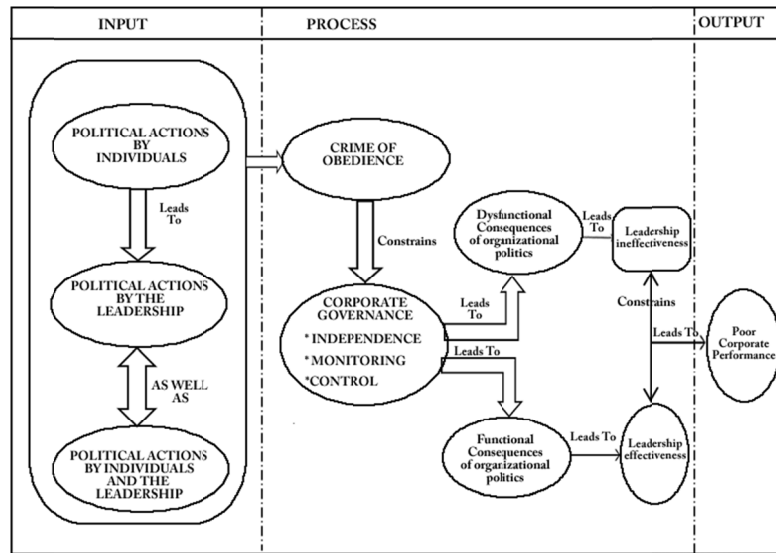 INPUT
PROCESS
OUTPUT
POLITICAL ACTIONS
BY
INDIVIDUALS
Leads
To
POLITICAL ACTIONS
BY THE
LEADERSHIP
AS WELL
AS
POLITICAL ACTIONS
BY INDIVIDUALS
AND THE
LEADERSHIP
CRIME OF
OBEDIENCE
Constrains
CORPORATE
GOVERNANCE
*INDEPENDENCE
*MONITORING
*CONTROL
Leads
To
Leads To
Dysfunctional
Consequences
of organizational
politics
Leads
To
Leadership
ineffectiveness
Constrains
Functional
Consequences
of organizational
politics
Leads To
Leadership
effectiveness
Leads To
Poor
Corporate
Performance